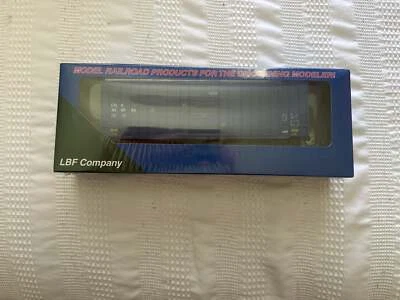 MODEL RAILROAD PRODUCTS FOR THE DISCERNING MODELER!
LBF Company